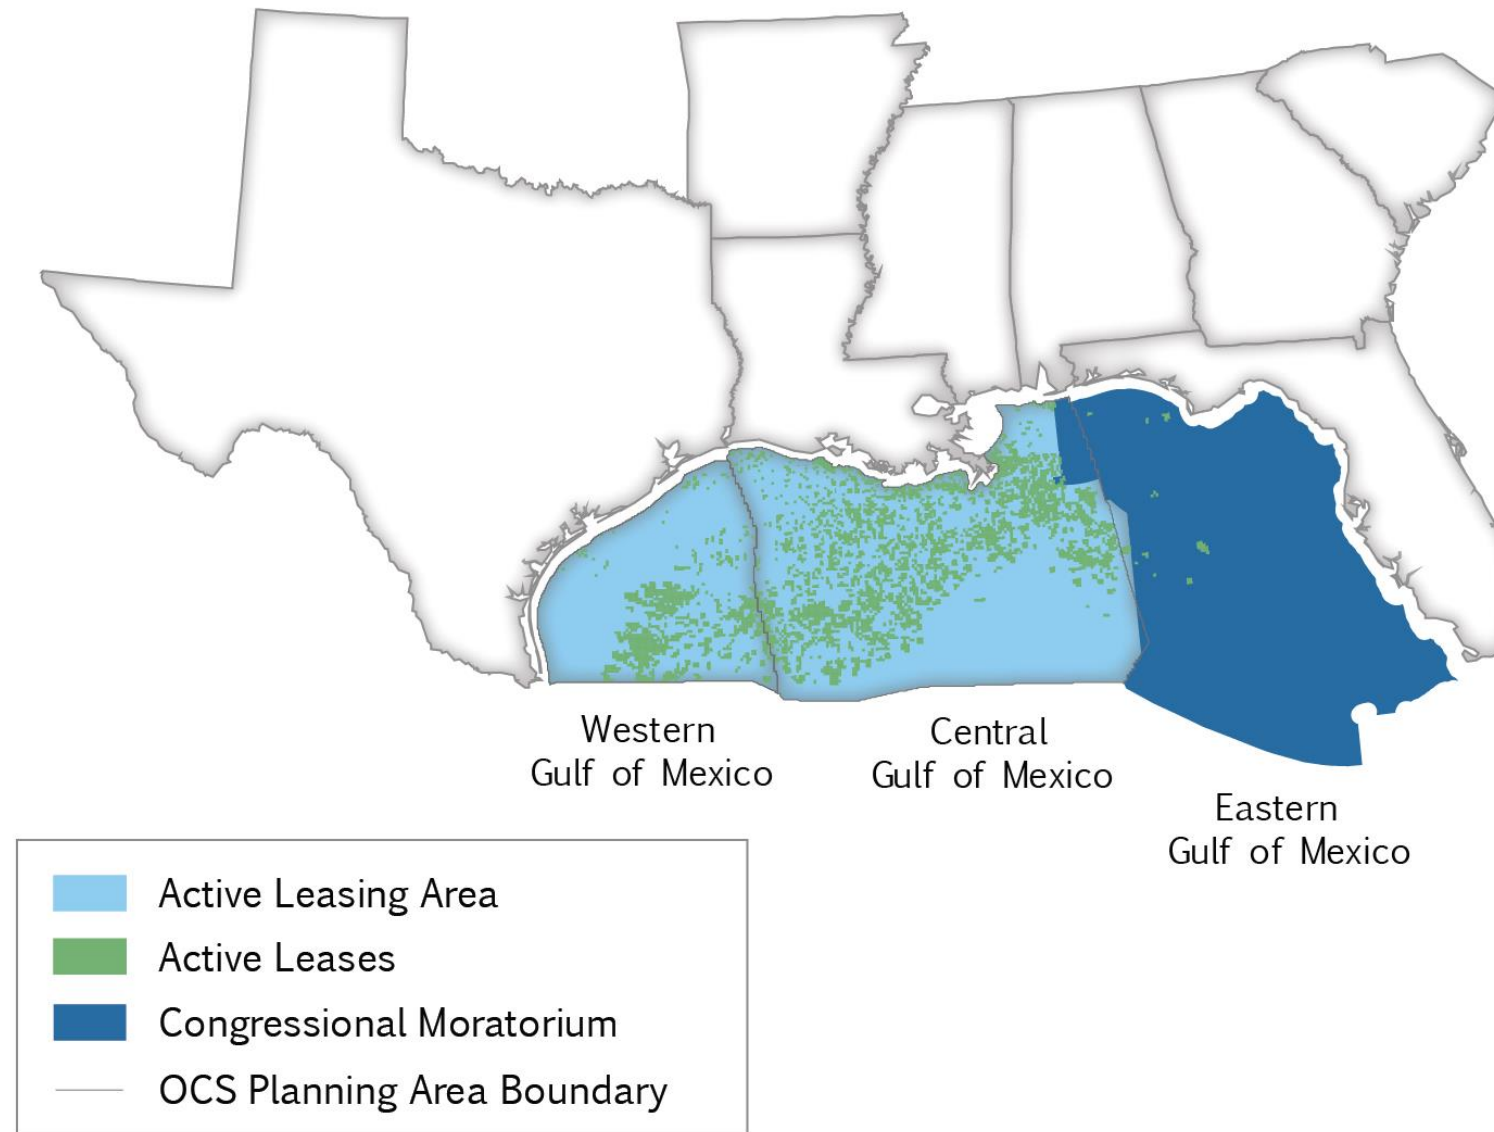 Western
Gulf of Mexico
Central
Gulf of Mexico
Eastern
Gulf of Mexico
Active Leasing Area
Active Leases
Congressional Moratorium
OCS Planning Area Boundary